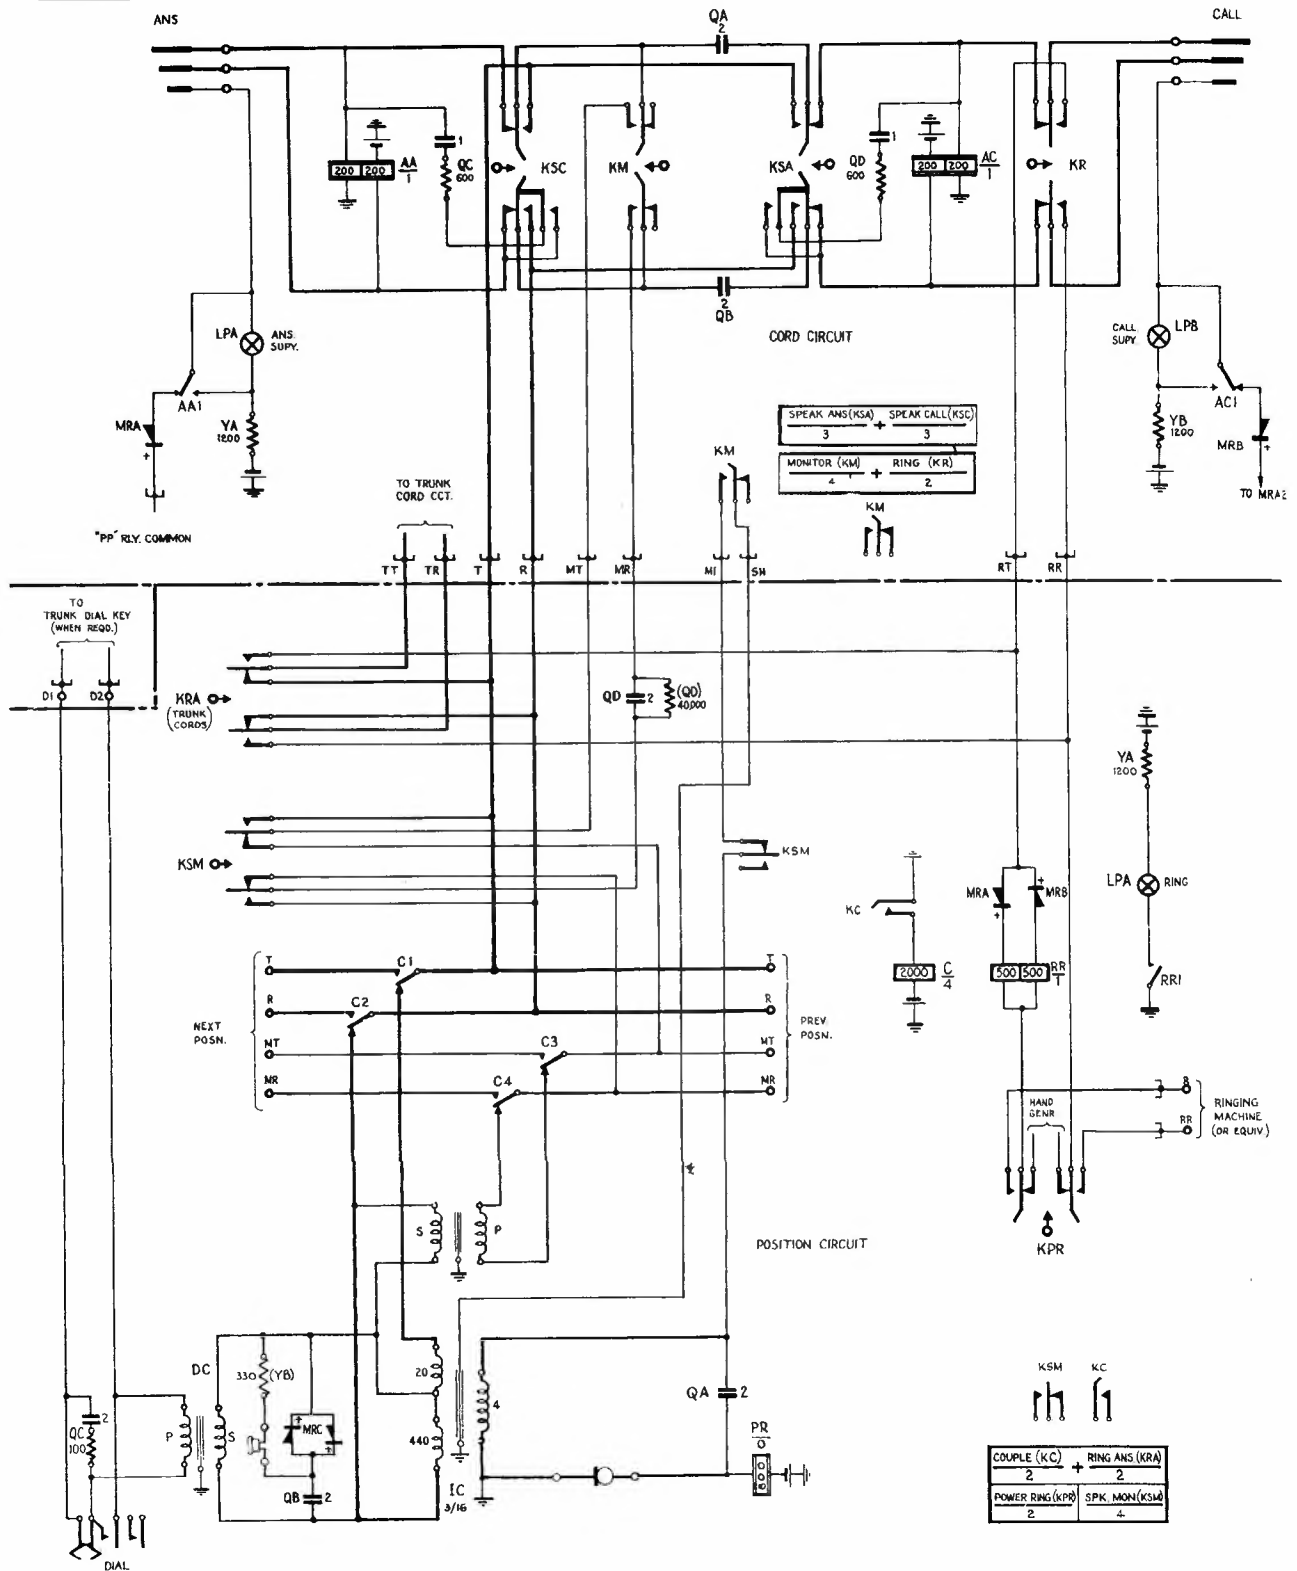 ANS
QA
2
CALL
AA
1
200 200
1
QC
600
KSC
KM
KSA
1
QD
600
AC
1
200 200
KR
2
QB
CORD CIRCUIT
LPA
ANS.
SUPY.
AA1
MRA
+
YA
1200
"PP" RLY. COMMON
CALL
SUPY.
LPB
AC1
YB
1200
MRB
+
TO MRA2
SPEAK ANS (KSA) + SPEAK CALL (KSC)
3 3
MONITOR (KM) + RING (KR)
4 2
KM
KM
TO TRUNK
CORD CCT.
TT TR T R MT MR MI SH RT RR
TO
TRUNK DIAL KEY
(WHEN REQD.)
D1 D2
KRA
(TRUNK
CORDS)
QD 2
(QD)
40,000
YA
1200
KSM
KSM
KC
MRA
+
+
MRB
LPA RING
2000
C
4
500 500
RR
1
RR1
NEXT
POSN.
T
R
MT
MR
C1
C2
C3
C4
T
R
MT
MR
PREV.
POSN.
HAND
GENR
R
RR
RINGING
MACHINE
(OR EQUIV.)
KPR
S P
POSITION CIRCUIT
DC
330 (YB)
20
4
440
QA 2
QC
100
2
P S
+
MRC
+
QB 2
IC
3/16
PR
0
DIAL
KSM KC
COUPLE (KC) + RING ANS (KRA)
2 2
POWER RING (KPR) SPK. MON (KSM)
2 4